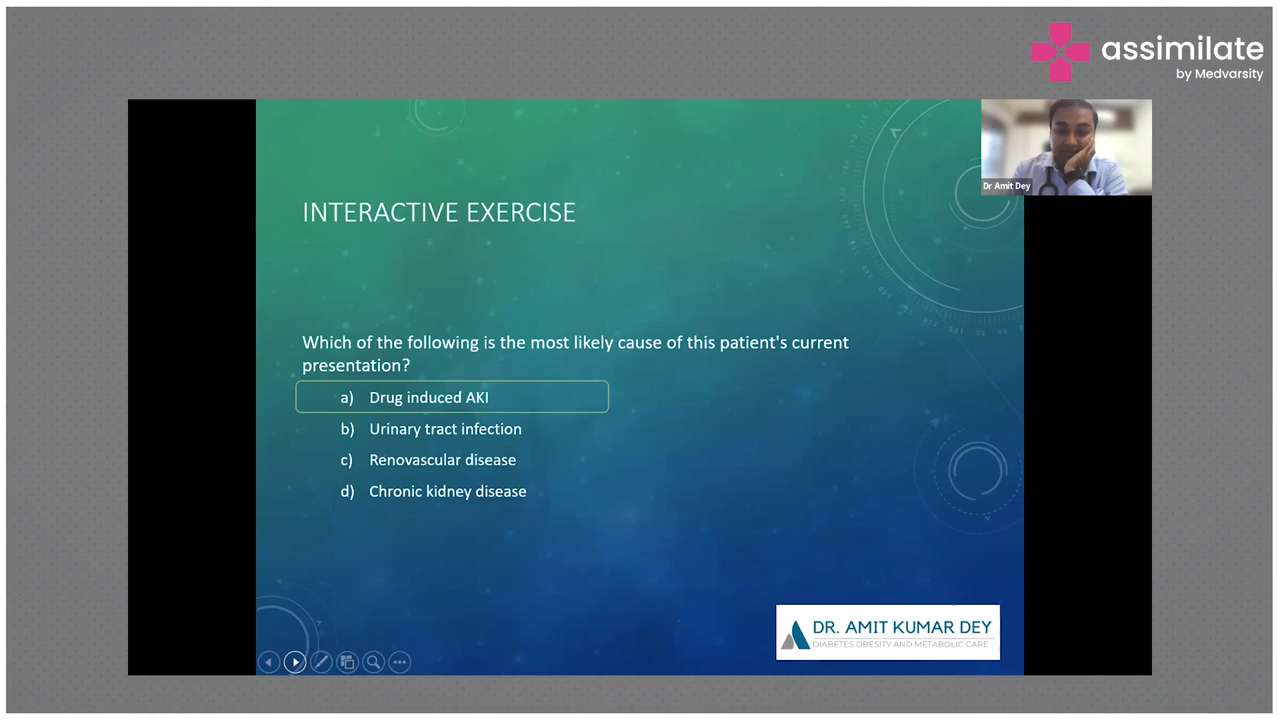 assimilate
by Medvarsity
Dr Amit Dey
INTERACTIVE EXERCISE
Which of the following is the most likely cause of this patient's current
presentation?
a) Drug induced AKI
b) Urinary tract infection
c) Renovascular disease
d) Chronic kidney disease
DR. AMIT KUMAR DEY
DIABETES OBESITY AND METABOLIC CARE